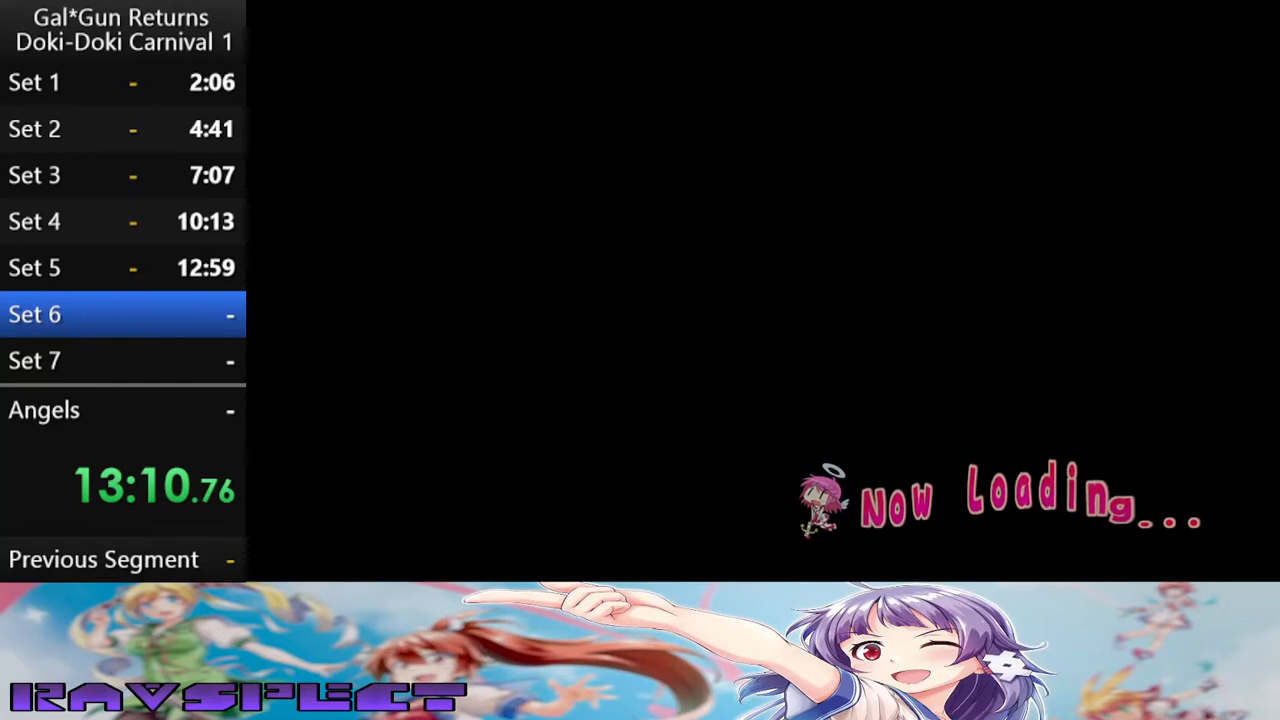 Gal*Gun Returns
Doki-Doki Carnival 1
Set 1 - 2:06
Set 2 - 4:41
Set 3 - 7:07
Set 4 - 10:13
Set 5 - 12:59
Set 6 -
Set 7 -
Angels -
13:10.76
Now Loading...
Previous Segment -
RAVSPLECT